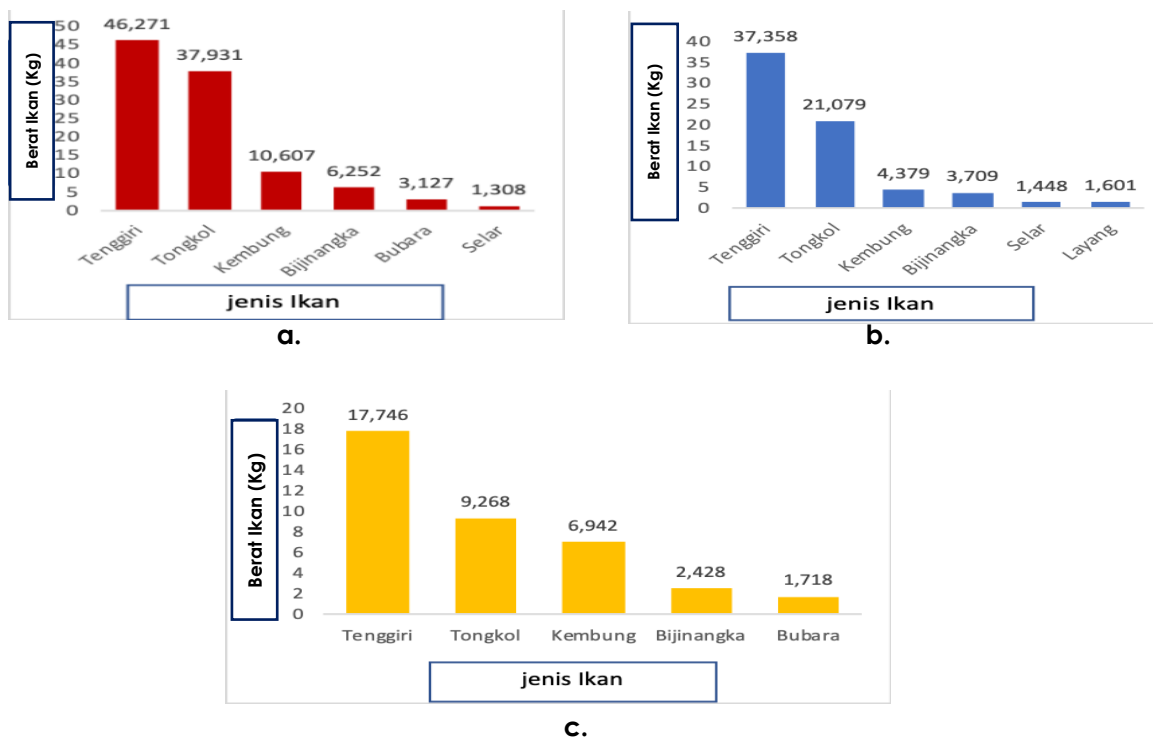 Berat Ikan (Kg)
50
45
40
35
30
25
20
15
10
5
0
46,271
37,931
10,607
6,252
3,127
1,308
Tenggiri
Tongkol
Kembung
Bijinangka
Bubara
Selar
jenis Ikan
a.
Berat Ikan (Kg)
40
35
30
25
20
15
10
5
0
37,358
21,079
4,379
3,709
1,448
1,601
Tenggiri
Tongkol
Kembung
Bijinangka
Selar
Layang
jenis Ikan
b.
Berat Ikan (Kg)
20
18
16
14
12
10
8
6
4
2
0
17,746
9,268
6,942
2,428
1,718
Tenggiri
Tongkol
Kembung
Bijinangka
Bubara
jenis Ikan
c.